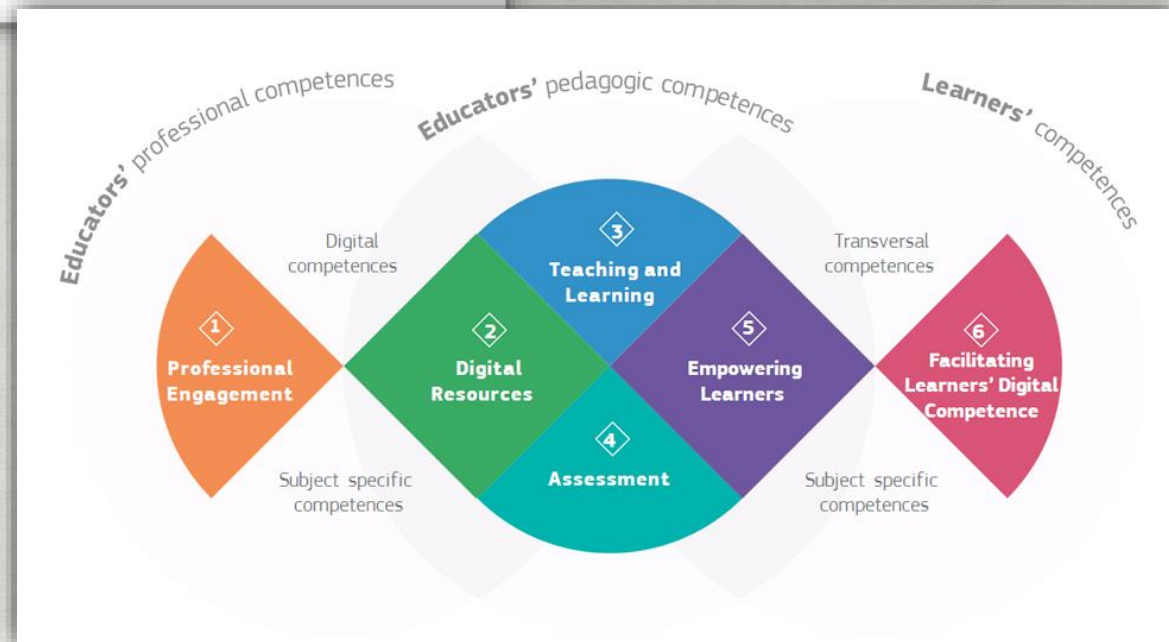 Educators' professional competences
Educators' pedagogic competences
Learners' competences
Digital
competences
Transversal
competences
1
Professional
Engagement
2
Digital
Resources
3
Teaching and
Learning
4
Assessment
5
Empowering
Learners
6
Facilitating
Learners' Digital
Competence
Subject specific
competences
Subject specific
competences